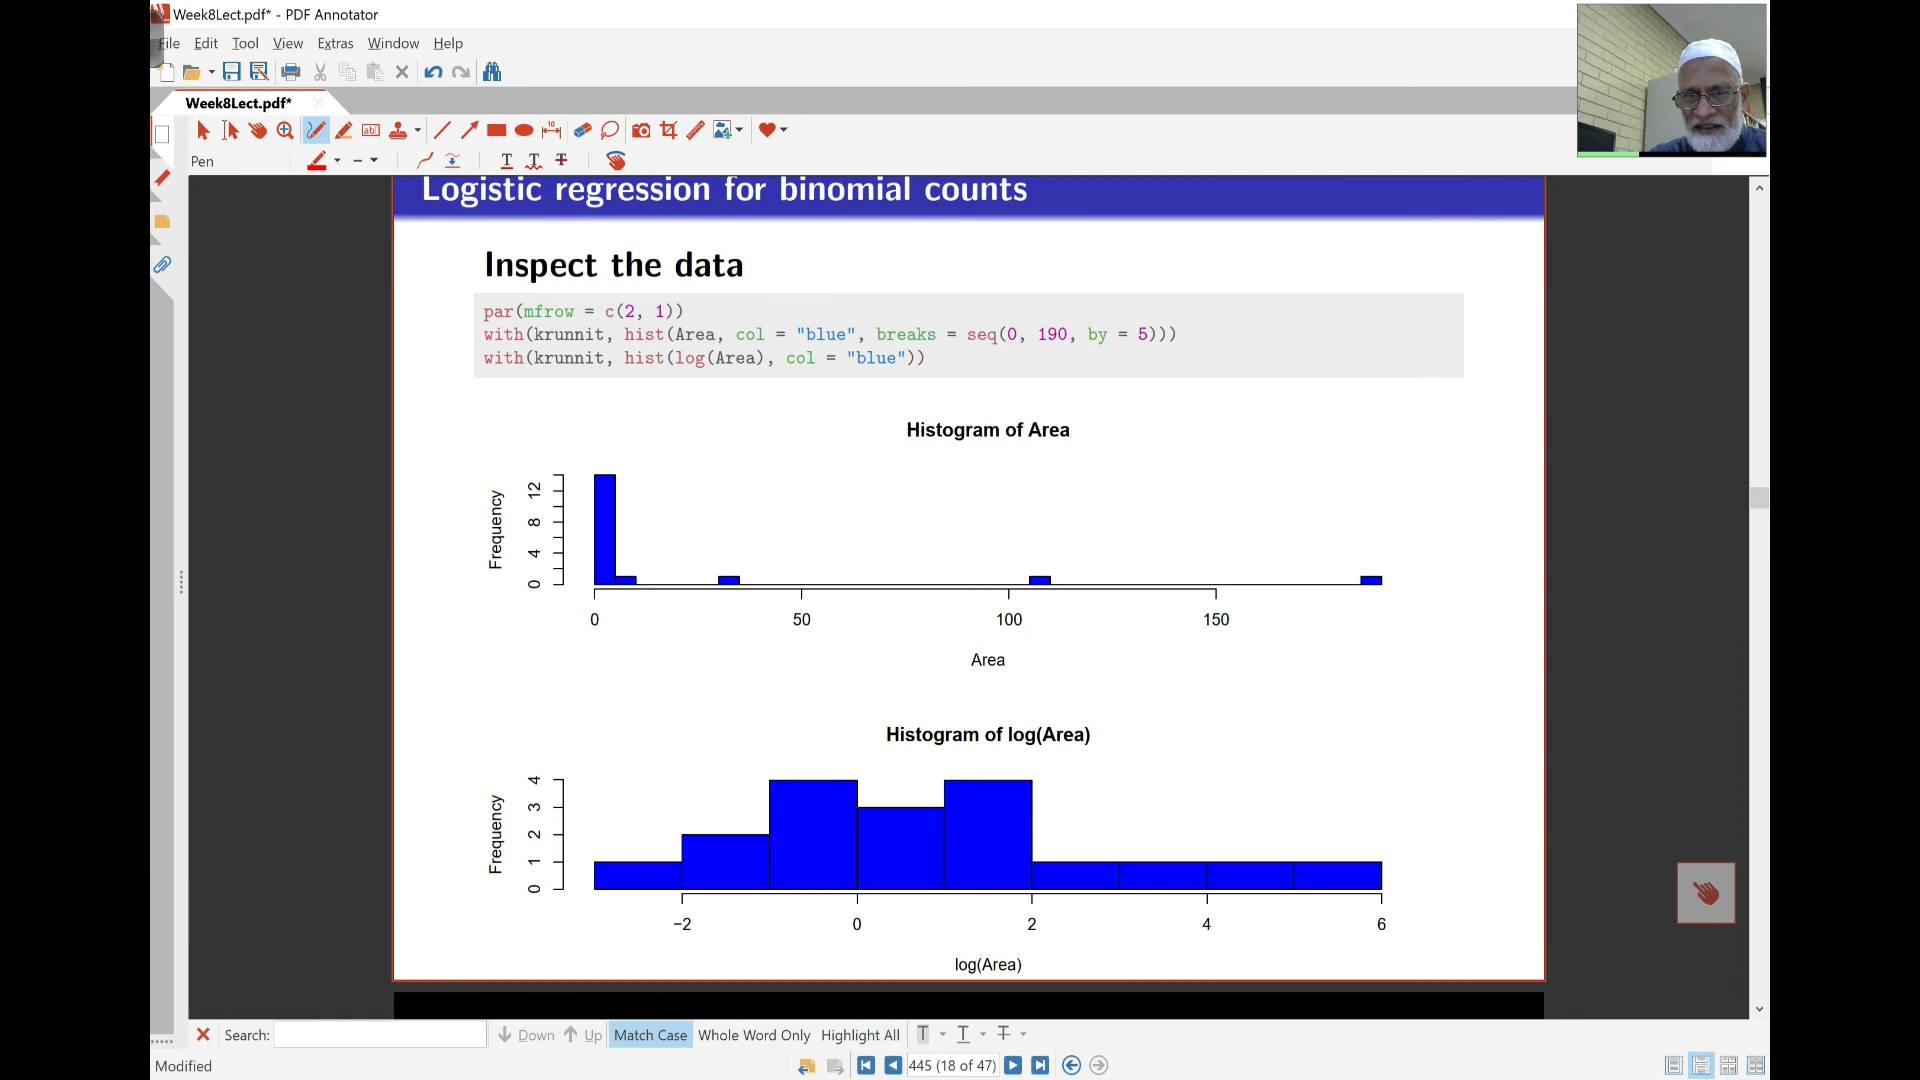 Week8Lect.pdf* - PDF Annotator
File Edit Tool View Extras Window Help
Week8Lect.pdf*
Pen
Logistic regression for binomial counts
Inspect the data
par(mfrow = c(2, 1))
with(krunnit, hist(Area, col = "blue", breaks = seq(0, 190, by = 5)))
with(krunnit, hist(log(Area), col = "blue"))
Histogram of Area
Frequency
0 4 8 12
0 50 100 150
Area
Histogram of log(Area)
Frequency
0 1 2 3 4
−2 0 2 4 6
log(Area)
Search: Down Up Match Case Whole Word Only Highlight All
Modified
445 (18 of 47)